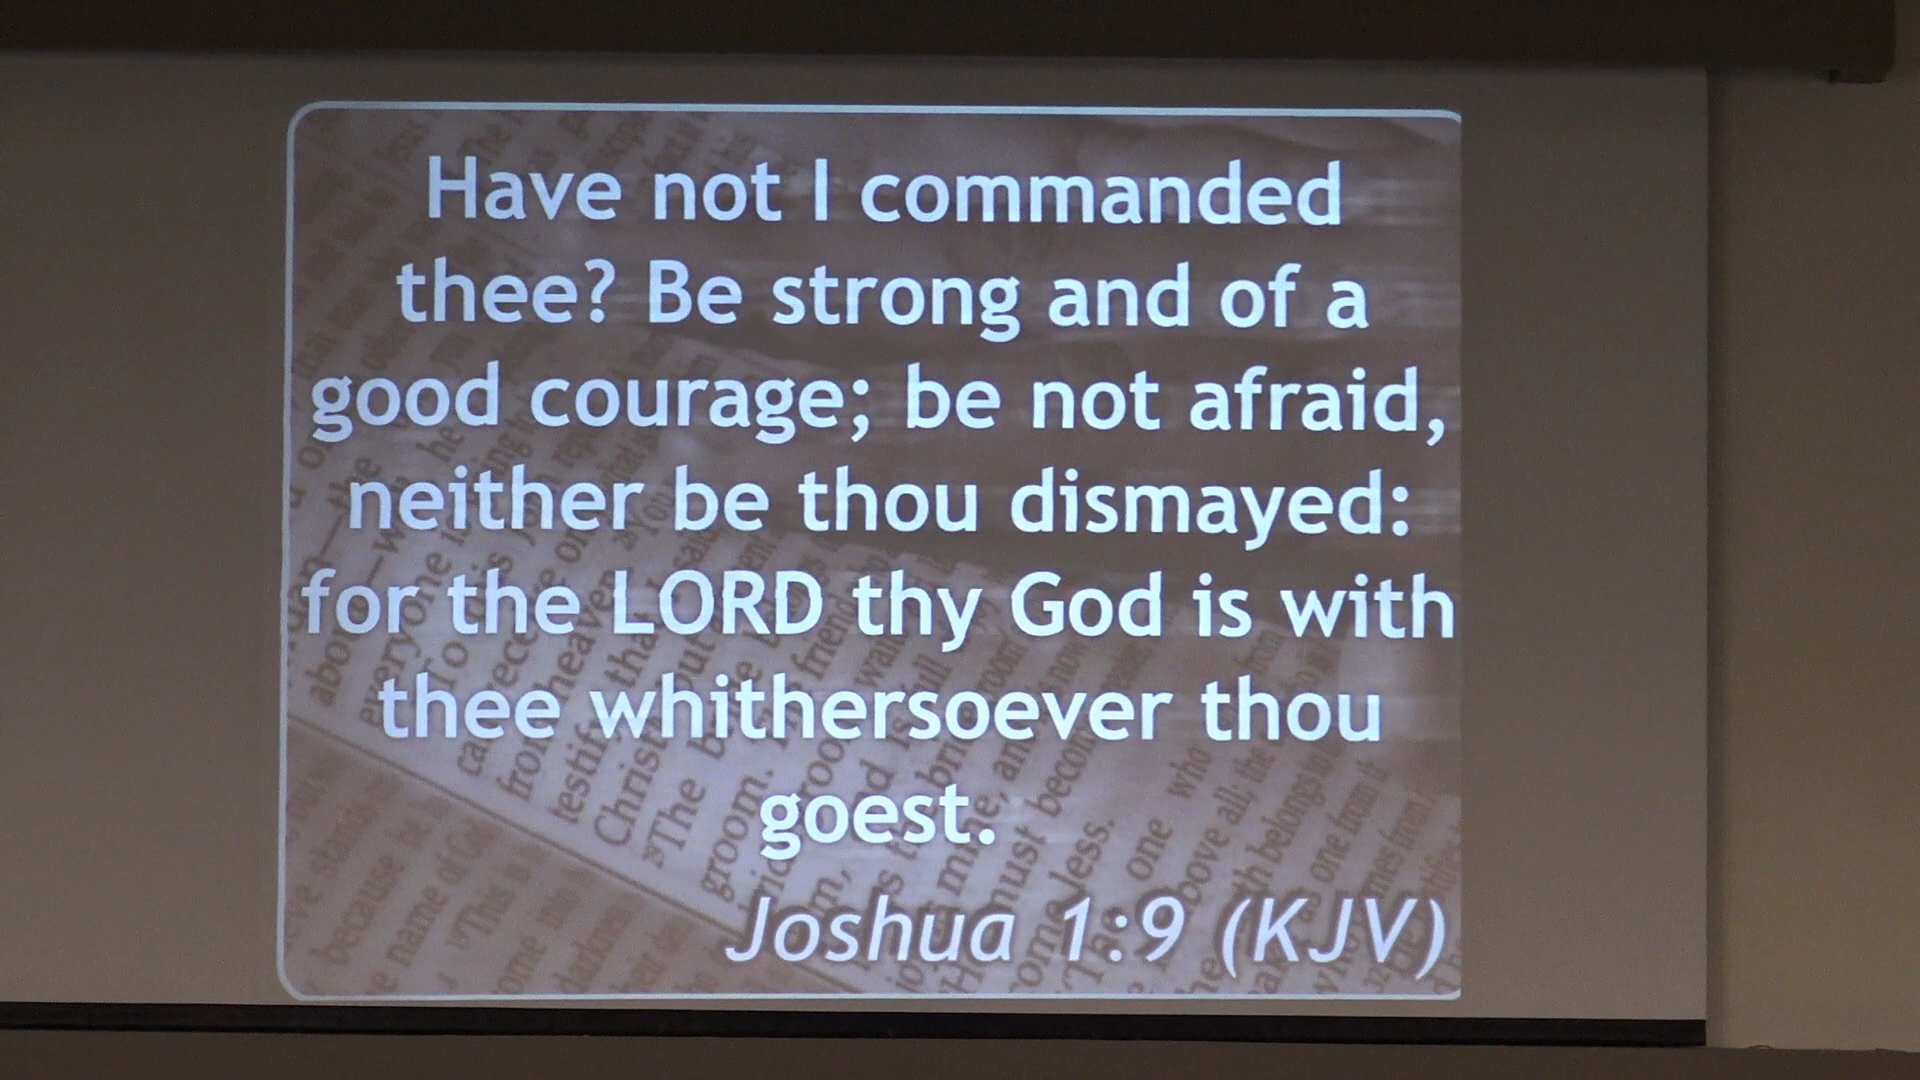 Have not I commanded
thee? Be strong and of a
good courage; be not afraid,
neither be thou dismayed:
for the LORD thy God is with
thee whithersoever thou
goest.
Joshua 1:9 (KJV)